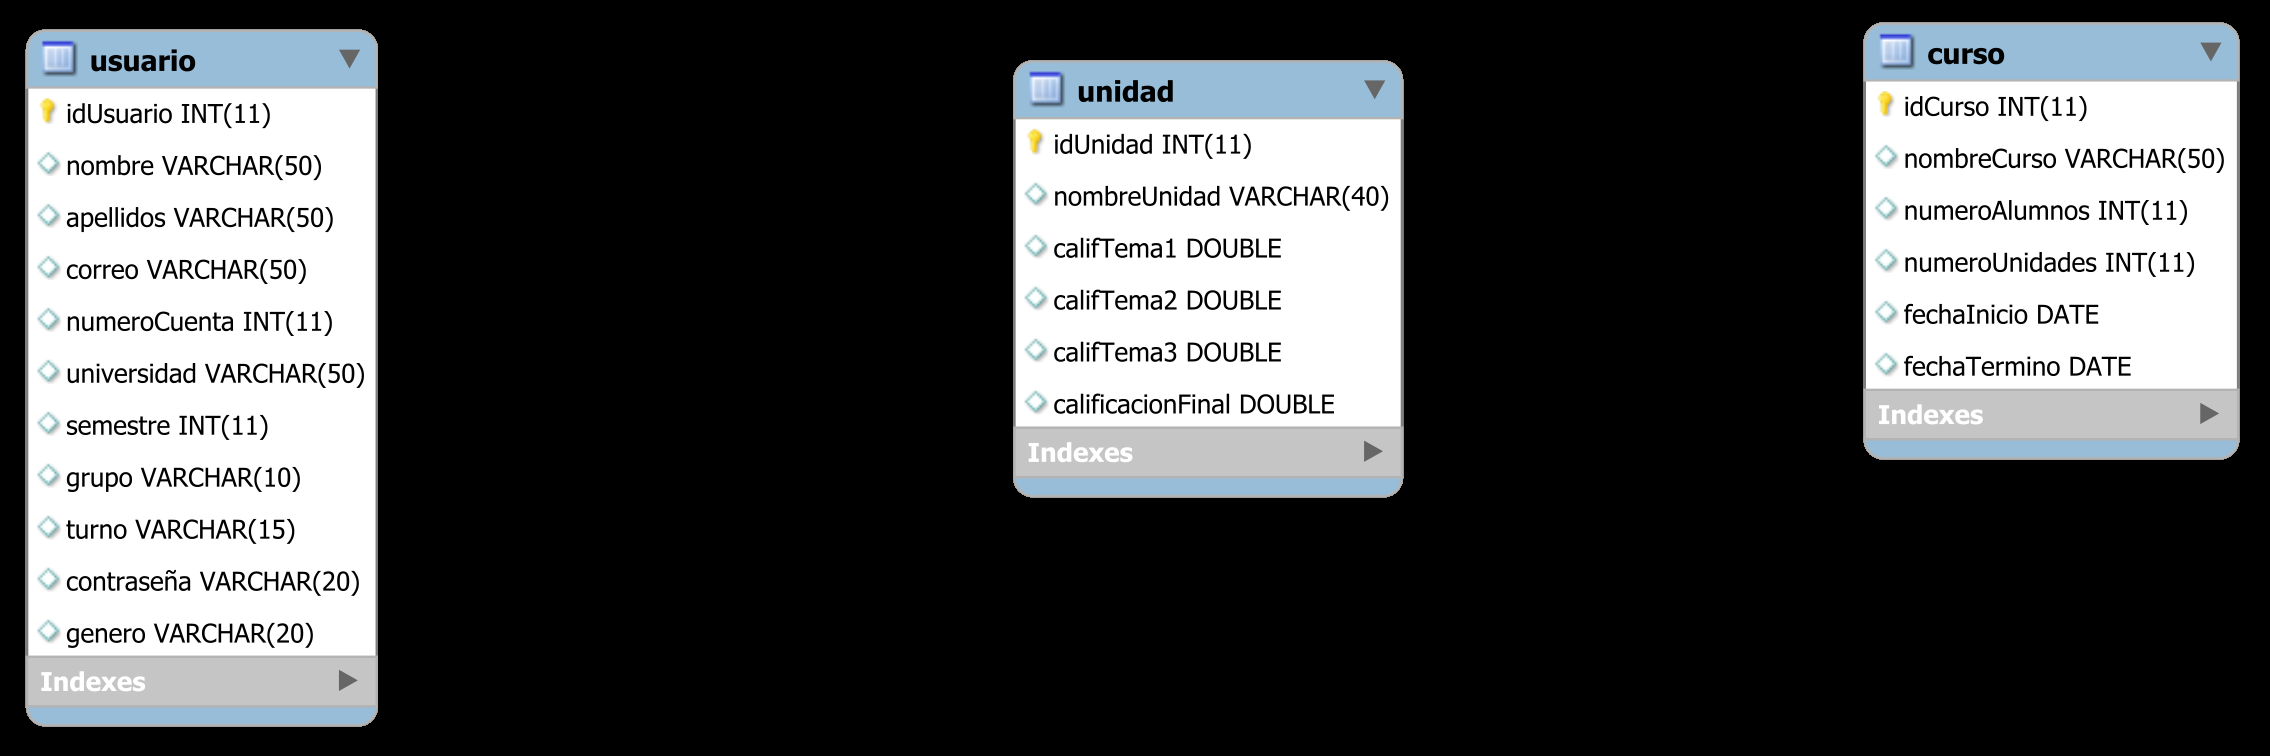 usuario
idUsuario INT(11)
nombre VARCHAR(50)
apellidos VARCHAR(50)
correo VARCHAR(50)
numeroCuenta INT(11)
universidad VARCHAR(50)
semestre INT(11)
grupo VARCHAR(10)
turno VARCHAR(15)
contraseña VARCHAR(20)
genero VARCHAR(20)
Indexes
unidad
idUnidad INT(11)
nombreUnidad VARCHAR(40)
califTema1 DOUBLE
califTema2 DOUBLE
califTema3 DOUBLE
calificacionFinal DOUBLE
Indexes
curso
idCurso INT(11)
nombreCurso VARCHAR(50)
numeroAlumnos INT(11)
numeroUnidades INT(11)
fechaInicio DATE
fechaTermino DATE
Indexes